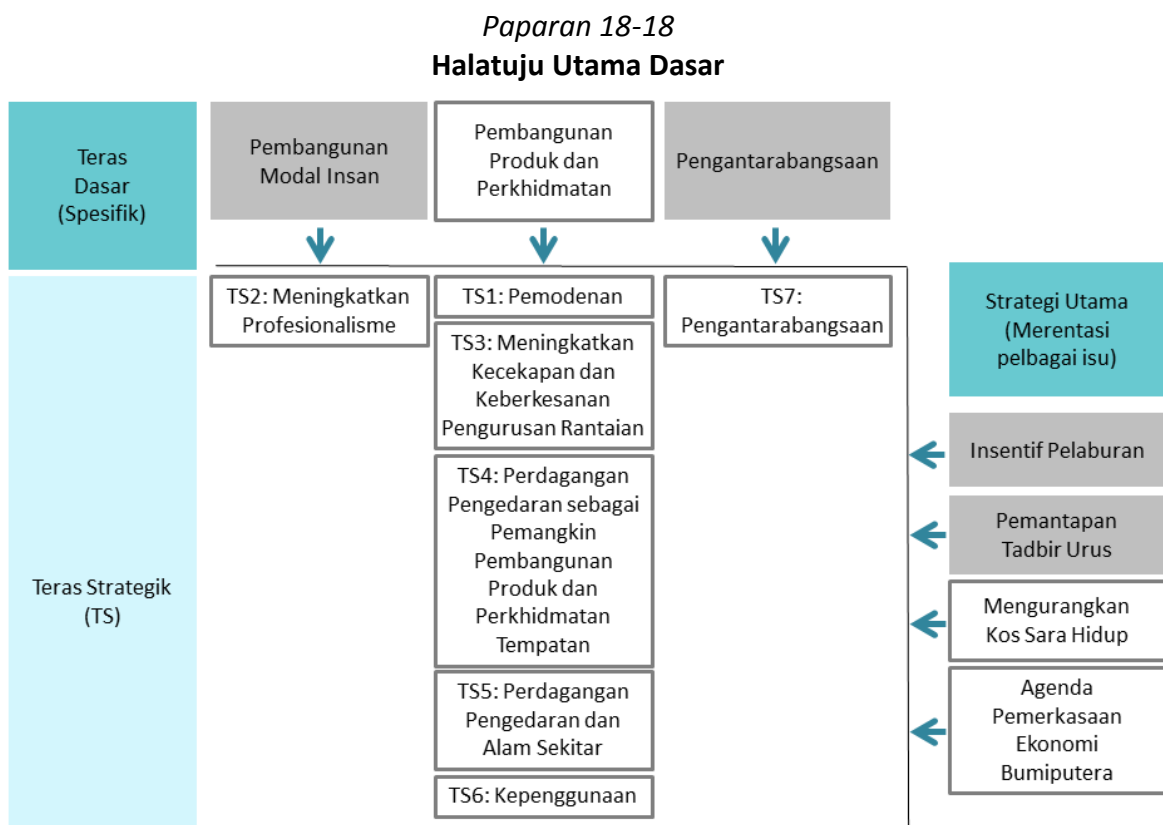 Paparan 18-18
Halatuju Utama Dasar
Teras
Dasar
(Spesifik)
Pembangunan
Modal Insan
Pembangunan
Produk dan
Perkhidmatan
Pengantarabangsaan
Teras Strategik
(TS)
TS2: Meningkatkan
Profesionalisme
TS1: Pemodenan
TS3: Meningkatkan
Kecekapan dan
Keberkesanan
Pengurusan Rantaian
TS4: Perdagangan
Pengedaran sebagai
Pemangkin
Pembangunan
Produk dan
Perkhidmatan
Tempatan
TS5: Perdagangan
Pengedaran dan
Alam Sekitar
TS6: Kepenggunaan
TS7:
Pengantarabangsaan
Strategi Utama
(Merentasi
pelbagai isu)
Insentif Pelaburan
Pemantapan
Tadbir Urus
Mengurangkan
Kos Sara Hidup
Agenda
Pemerkasaan
Ekonomi
Bumiputera